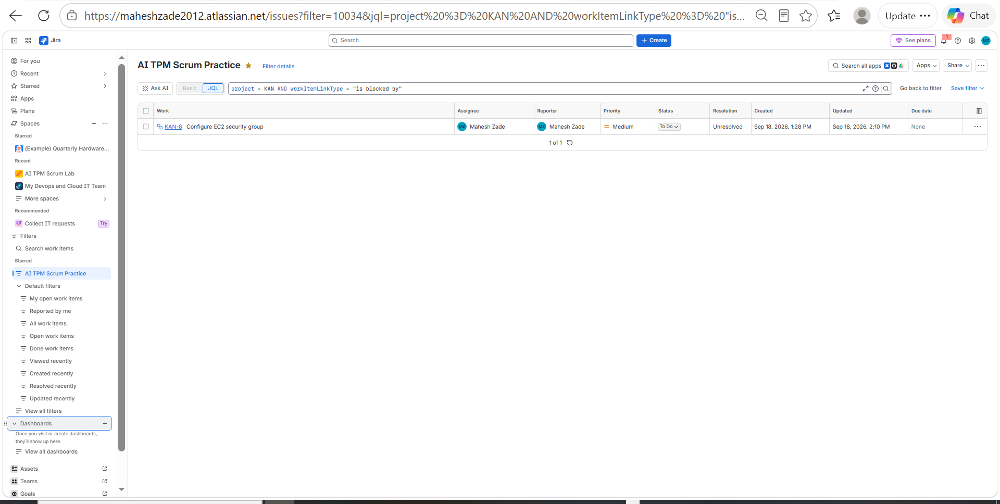 https://maheshzade2012.atlassian.net/issues?filter=10034&jql=project%20%3D%20KAN%20AND%20workItemLinkType%20%3D%20"is...
Update
Chat
Jira
Search
Create
See plans
1
MZ
For you
Recent
Starred
Apps
Plans
Spaces
Starred
(Example) Quarterly Hardware...
Recent
AI TPM Scrum Lab
My Devops and Cloud IT Team
More spaces
Recommended
Collect IT requests Try
Filters
Search work items
Starred
AI TPM Scrum Practice
Default filters
My open work items
Reported by me
All work items
Open work items
Done work items
Viewed recently
Created recently
Resolved recently
Updated recently
View all filters
Dashboards
Once you visit or create dashboards,
they'll show up here.
View all dashboards
Assets
Teams
Goals
AI TPM Scrum Practice Filter details
Search all apps Apps Share
Ask AI Basic JQL project = KAN AND workItemLinkType = "is blocked by" Go back to filter Save filter
Work Assignee Reporter Priority Status Resolution Created Updated Due date
KAN-8 Configure EC2 security group MZ Mahesh Zade MZ Mahesh Zade Medium To Do Unresolved Sep 18, 2026, 1:28 PM Sep 18, 2026, 2:10 PM None
1 of 1